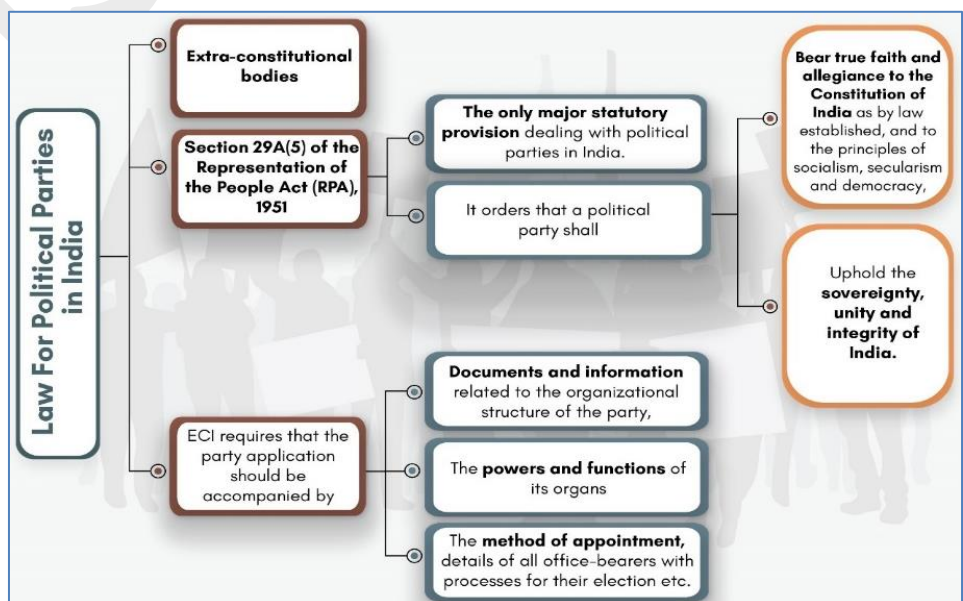 Law For Political Parties
in India
Extra-constitutional
bodies
Section 29A(5) of the
Representation of
the People Act (RPA),
1951
The only major statutory
provision dealing with political
parties in India.
It orders that a political
party shall
Bear true faith and
allegiance to the
Constitution of
India as by law
established, and to
the principles of
socialism, secularism
and democracy,
Uphold the
sovereignty,
unity and
integrity of
India.
ECI requires that the
party application
should be
accompanied by
Documents and information
related to the organizational
structure of the party,
The powers and functions of
its organs
The method of appointment,
details of all office-bearers with
processes for their election etc.